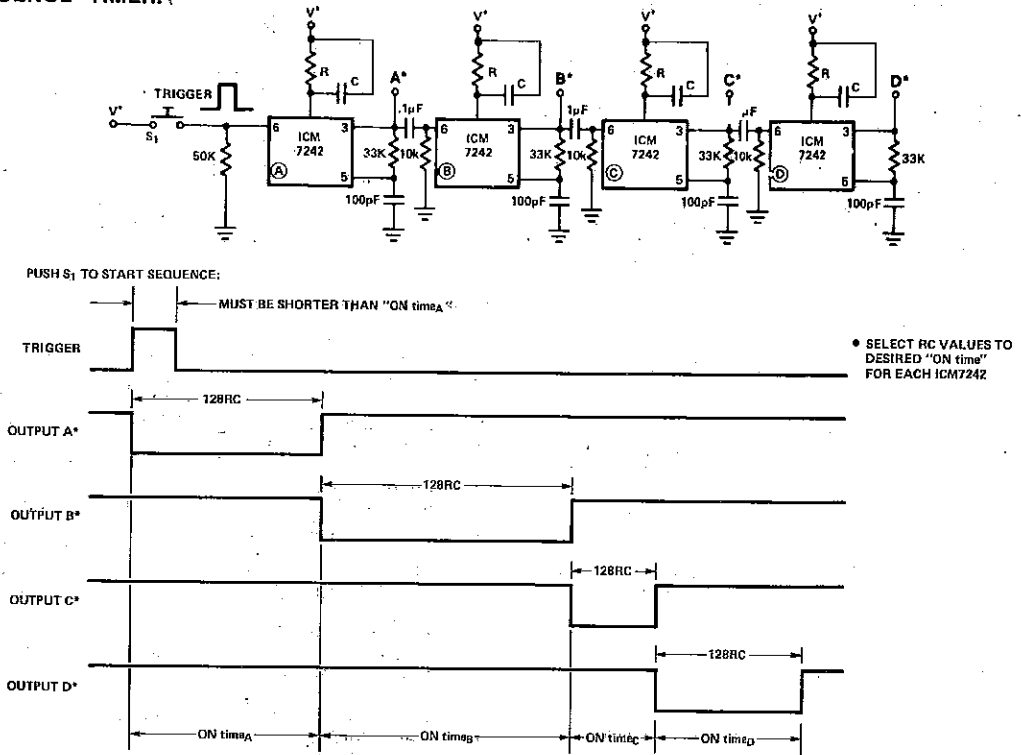 TIMER
V+ V+ V+ V+
R C A* R C B* R C C* R C D*
TRIGGER
V+ S1
50K
6 ICM 7242 3 5 A
.1µF
33K 10k
100pF
6 ICM 7242 3 5 B
1µF
33K 10k
100pF
6 ICM 7242 3 5 C
µF
33K 10k
100pF
6 ICM 7242 3 5 D
33K
100pF
PUSH S1 TO START SEQUENCE:
MUST BE SHORTER THAN "ON timeA"
TRIGGER
• SELECT RC VALUES TO
DESIRED "ON time"
FOR EACH ICM7242
128RC
OUTPUT A*
128RC
OUTPUT B*
128RC
OUTPUT C*
128RC
OUTPUT D*
ON timeA ON timeB ON timeC ON timeD